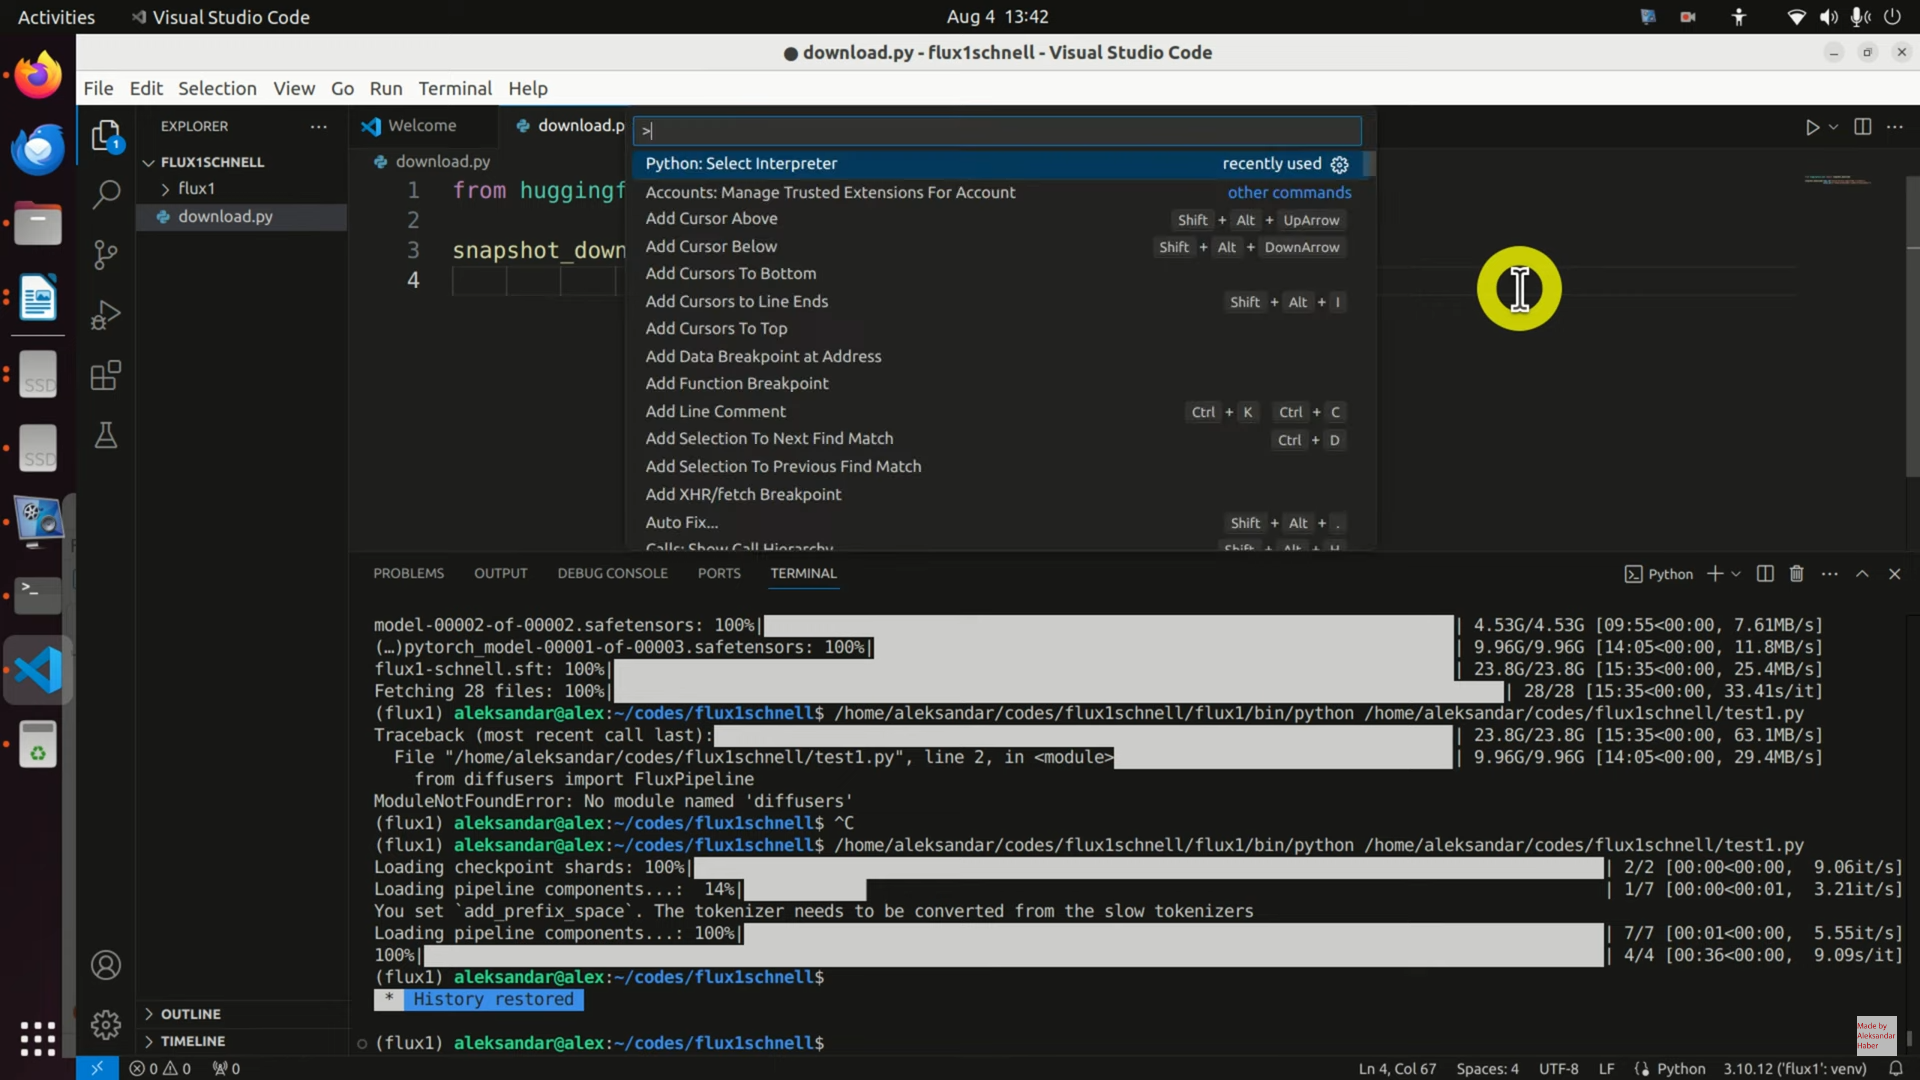 Activities
Visual Studio Code
Aug 4 13:42
● download.py - flux1schnell - Visual Studio Code
File Edit Selection View Go Run Terminal Help
EXPLORER
FLUX1SCHNELL
flux1
download.py
OUTLINE
TIMELINE
Welcome
download.p
download.py
1 from huggingf
2
3 snapshot_down
4
>
Python: Select Interpreter recently used
Accounts: Manage Trusted Extensions For Account other commands
Add Cursor Above Shift + Alt + UpArrow
Add Cursor Below Shift + Alt + DownArrow
Add Cursors To Bottom
Add Cursors to Line Ends Shift + Alt + I
Add Cursors To Top
Add Data Breakpoint at Address
Add Function Breakpoint
Add Line Comment Ctrl + K Ctrl + C
Add Selection To Next Find Match Ctrl + D
Add Selection To Previous Find Match
Add XHR/fetch Breakpoint
Auto Fix... Shift + Alt + .
Calls: Show Call Hierarchy Shift + Alt + H
PROBLEMS OUTPUT DEBUG CONSOLE PORTS TERMINAL
Python
model-00002-of-00002.safetensors: 100%| | 4.53G/4.53G [09:55<00:00, 7.61MB/s]
(…)pytorch_model-00001-of-00003.safetensors: 100%| | 9.96G/9.96G [14:05<00:00, 11.8MB/s]
flux1-schnell.sft: 100%| | 23.8G/23.8G [15:35<00:00, 25.4MB/s]
Fetching 28 files: 100%| | 28/28 [15:35<00:00, 33.41s/it]
(flux1) aleksandar@alex:~/codes/flux1schnell$ /home/aleksandar/codes/flux1schnell/flux1/bin/python /home/aleksandar/codes/flux1schnell/test1.py
Traceback (most recent call last): | 23.8G/23.8G [15:35<00:00, 63.1MB/s]
File "/home/aleksandar/codes/flux1schnell/test1.py", line 2, in <module> | 9.96G/9.96G [14:05<00:00, 29.4MB/s]
from diffusers import FluxPipeline
ModuleNotFoundError: No module named 'diffusers'
(flux1) aleksandar@alex:~/codes/flux1schnell$ ^C
(flux1) aleksandar@alex:~/codes/flux1schnell$ /home/aleksandar/codes/flux1schnell/flux1/bin/python /home/aleksandar/codes/flux1schnell/test1.py
Loading checkpoint shards: 100%| | 2/2 [00:00<00:00, 9.06it/s]
Loading pipeline components...: 14%| | 1/7 [00:00<00:01, 3.21it/s]
You set `add_prefix_space`. The tokenizer needs to be converted from the slow tokenizers
Loading pipeline components...: 100%| | 7/7 [00:01<00:00, 5.55it/s]
100%| | 4/4 [00:36<00:00, 9.09s/it]
(flux1) aleksandar@alex:~/codes/flux1schnell$
* History restored
(flux1) aleksandar@alex:~/codes/flux1schnell$
Made by
Aleksandar
Haber
SSD
SSD
1
0 0 0
Ln 4, Col 67 Spaces: 4 UTF-8 LF Python 3.10.12 ('flux1': venv)